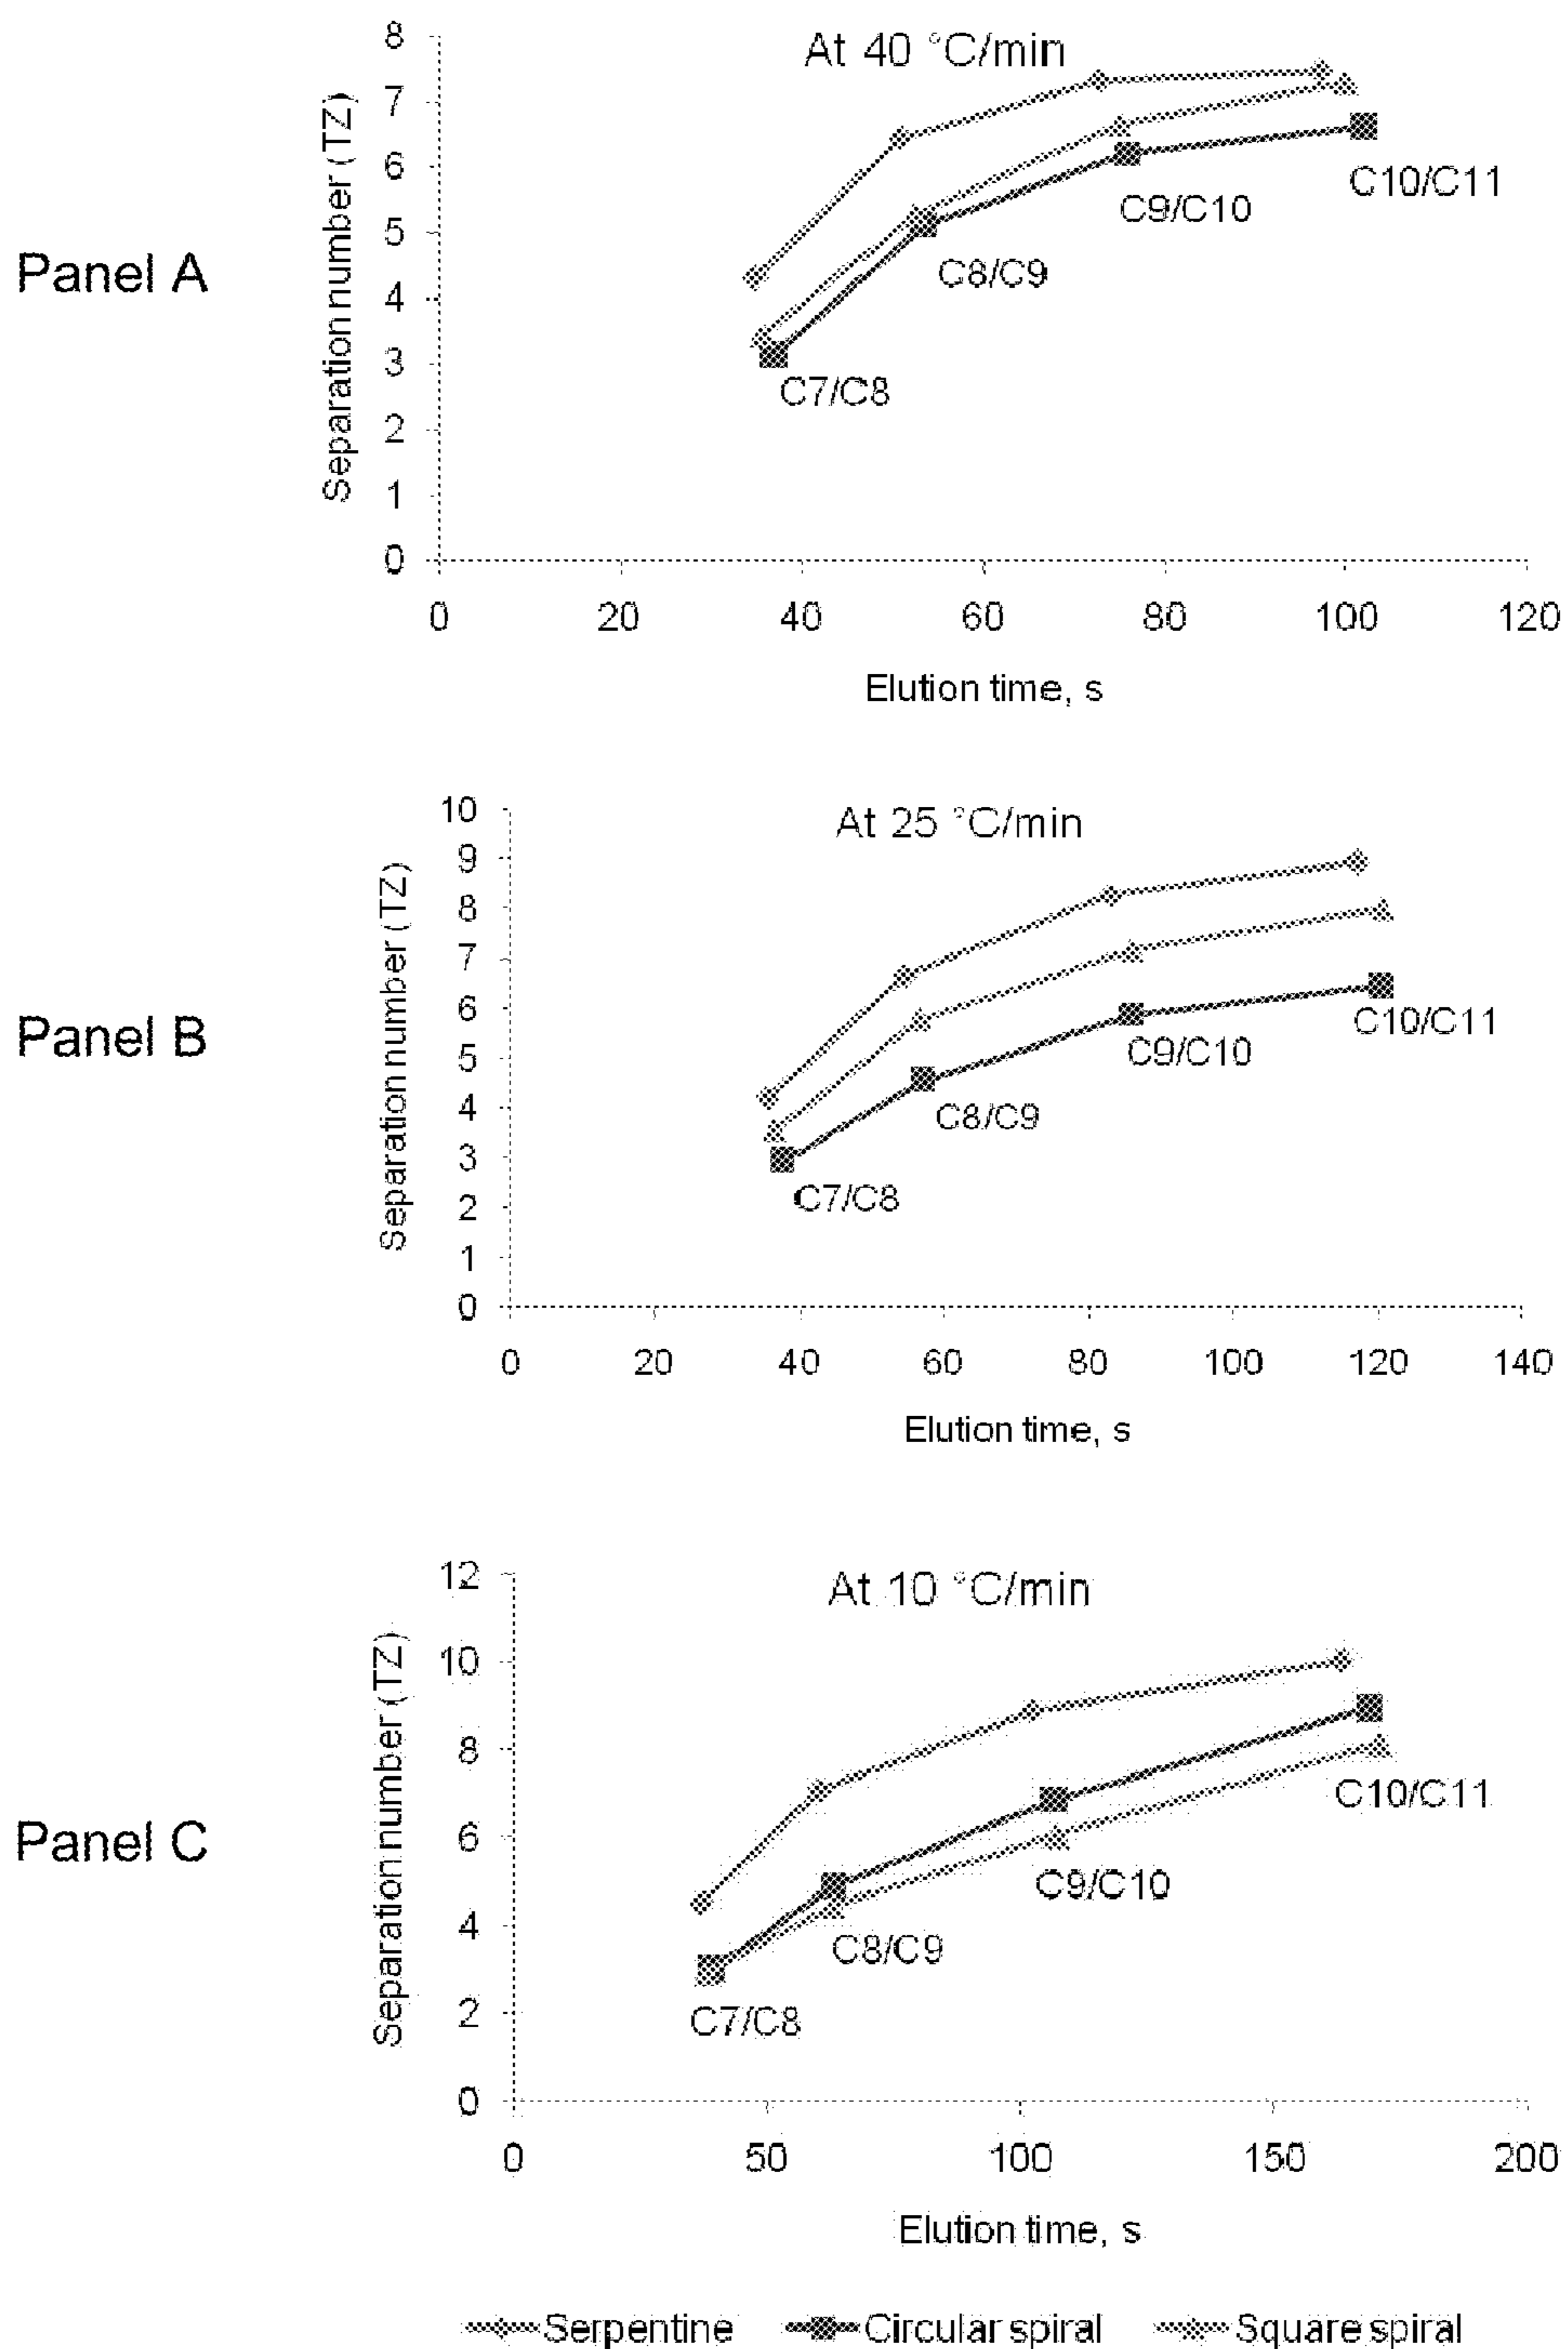 Panel A
At 40 °C/min
Separation number (TZ)
8
7
6
5
4
3
2
1
0
C7/C8
C8/C9
C9/C10
C10/C11
0 20 40 60 80 100 120
Elution time, s
Panel B
At 25 °C/min
Separation number (TZ)
10
9
8
7
6
5
4
3
2
1
0
C7/C8
C8/C9
C9/C10
C10/C11
0 20 40 60 80 100 120 140
Elution time, s
Panel C
At 10 °C/min
Separation number (TZ)
12
10
8
6
4
2
0
C7/C8
C8/C9
C9/C10
C10/C11
0 50 100 150 200
Elution time, s
Serpentine Circular spiral Square spiral